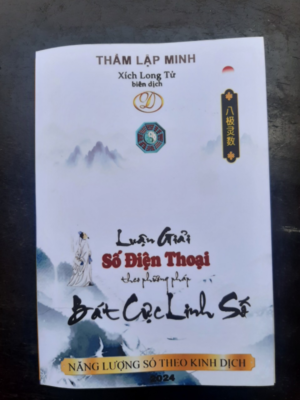 THẨM LẬP MINH
Xích Long Tử
biên dịch
八极灵数
Luận Giải
Số Điện Thoại
theo phương pháp
Bát Cực Linh Số
NĂNG LƯỢNG SỐ THEO KINH DỊCH
2024